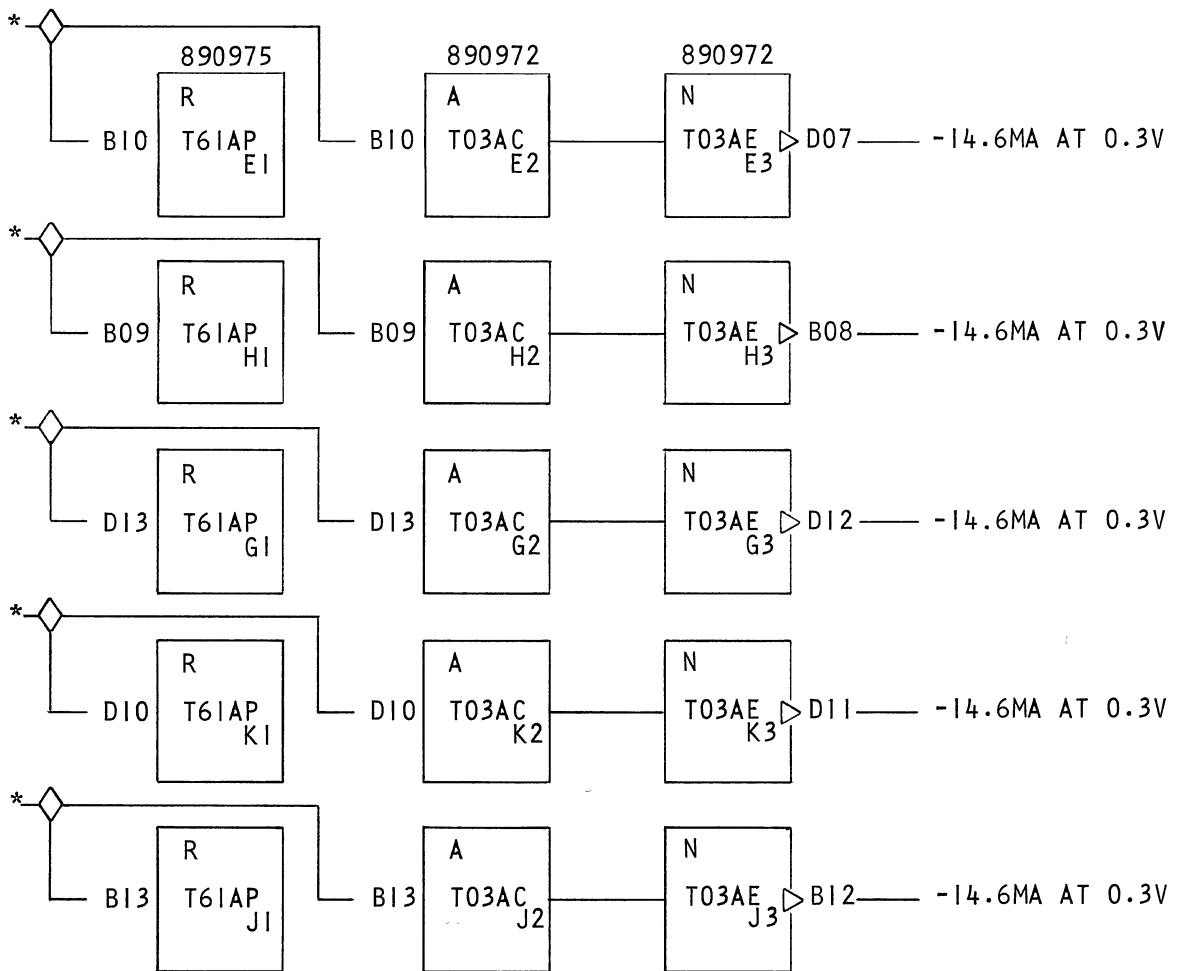 890975 890972 890972
*
R A N
B10 T61AP B10 T03AC T03AE D07 -14.6MA AT 0.3V
E1 E2 E3
*
R A N
B09 T61AP B09 T03AC T03AE B08 -14.6MA AT 0.3V
H1 H2 H3
*
R A N
D13 T61AP D13 T03AC T03AE D12 -14.6MA AT 0.3V
G1 G2 G3
*
R A N
D10 T61AP D10 T03AC T03AE D11 -14.6MA AT 0.3V
K1 K2 K3
*
R A N
B13 T61AP B13 T03AC T03AE B12 -14.6MA AT 0.3V
J1 J2 J3